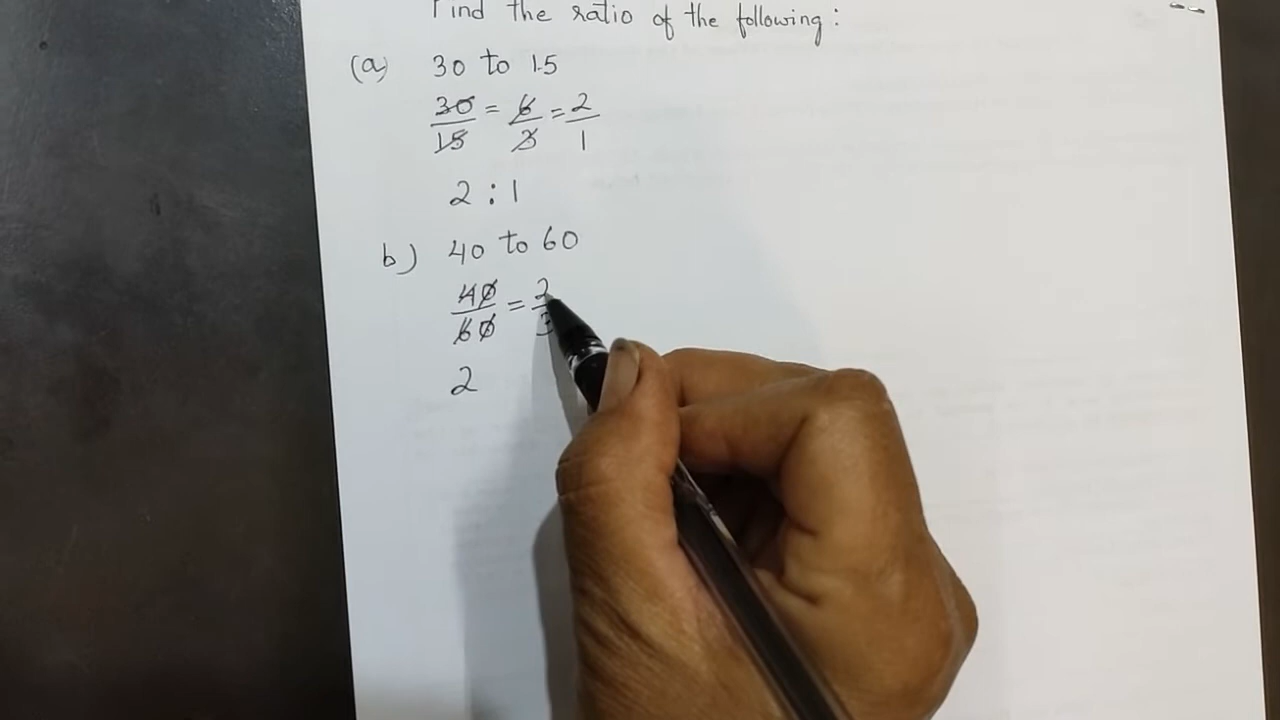 Find the ratio of the following:
(a) 30 to 15
30/15 = 6/3 = 2/1
2 : 1
b) 40 to 60
40/60 = 2/3
2